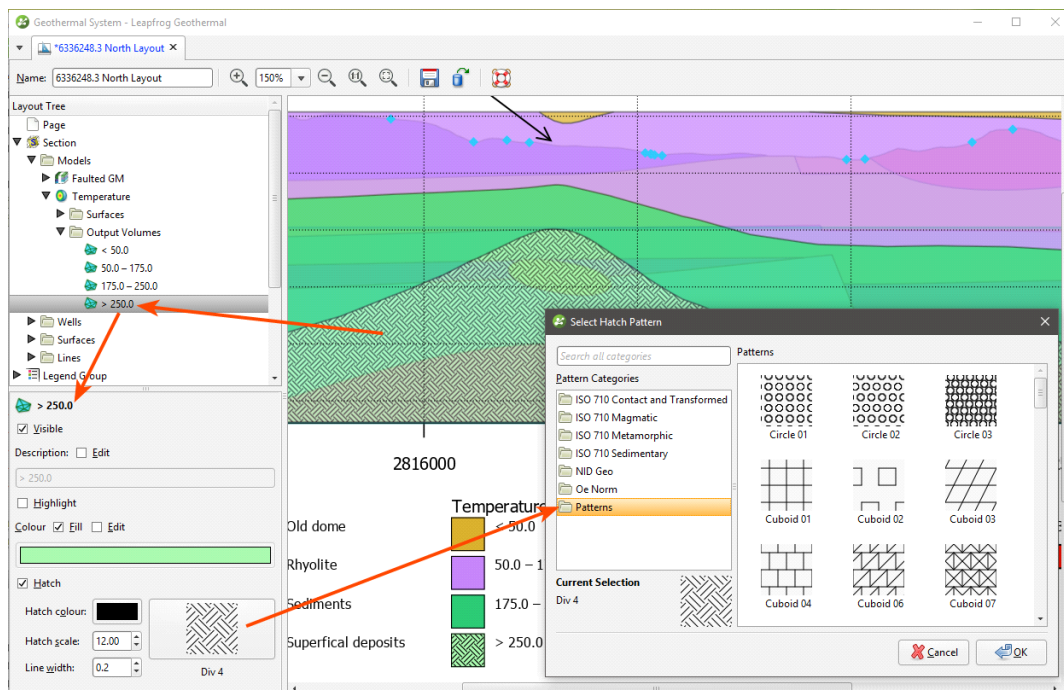 Geothermal System - Leapfrog Geothermal
*6336248.3 North Layout
Name: 6336248.3 North Layout
150%
Layout Tree
Page
Section
Models
Faulted GM
Temperature
Surfaces
Output Volumes
< 50.0
50.0 – 175.0
175.0 – 250.0
> 250.0
Wells
Surfaces
Lines
Legend Group
> 250.0
Visible
Description: Edit
> 250.0
Highlight
Colour Fill Edit
Hatch
Hatch colour:
Hatch scale: 12.00
Line width: 0.2
Div 4
2816000
Old dome
Rhyolite
Sediments
Superfical deposits
Temperature
< 50.0
50.0 – 1
175.0 –
> 250.0
Select Hatch Pattern
Search all categories
Pattern Categories
ISO 710 Contact and Transformed
ISO 710 Magmatic
ISO 710 Metamorphic
ISO 710 Sedimentary
NID Geo
Oe Norm
Patterns
Current Selection
Div 4
Patterns
Circle 01 Circle 02 Circle 03
Cuboid 01 Cuboid 02 Cuboid 03
Cuboid 04 Cuboid 06 Cuboid 07
Cancel OK